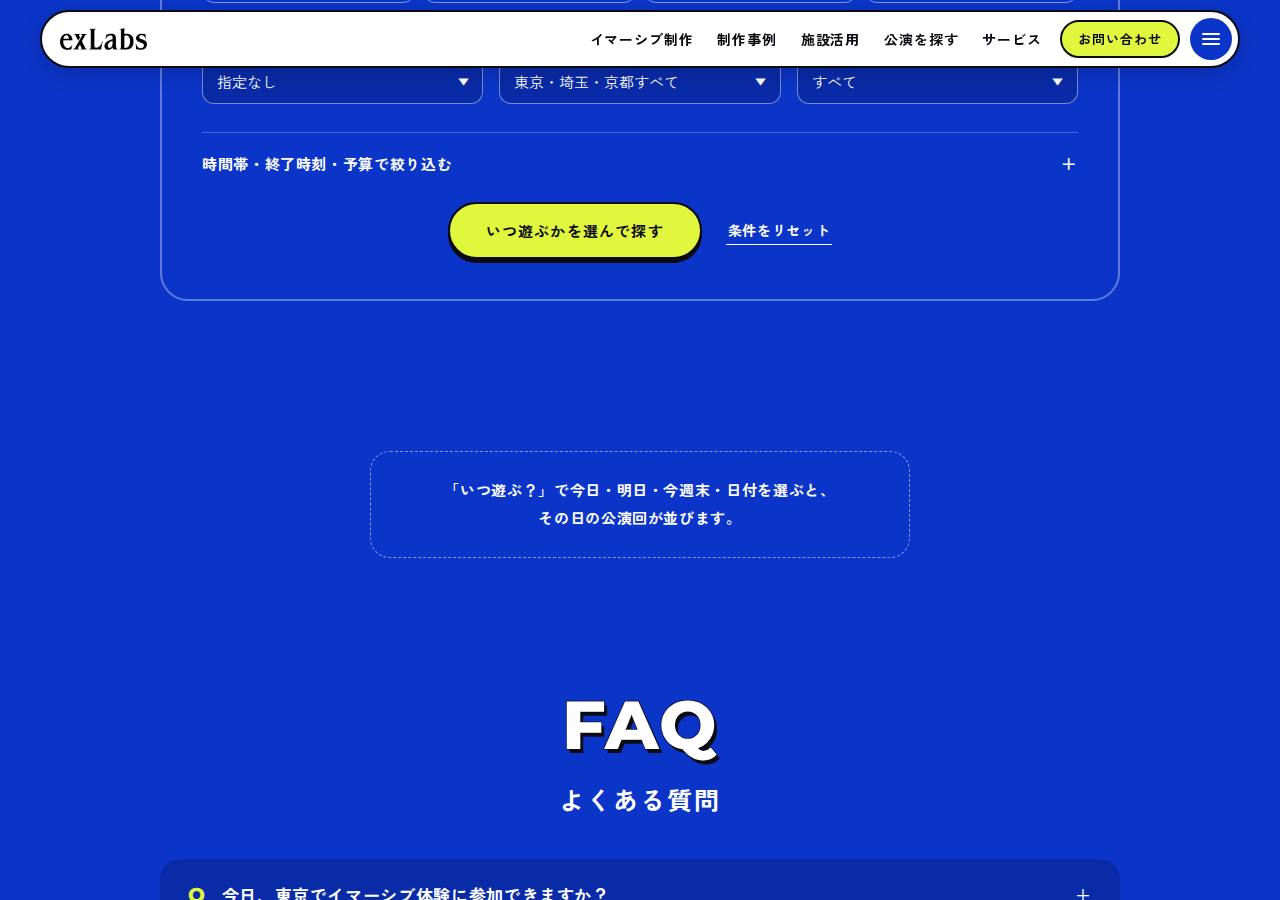 exLabs
イマーシブ制作
制作事例
施設活用
公演を探す
サービス
お問い合わせ
指定なし
東京・埼玉・京都すべて
すべて
時間帯・終了時刻・予算で絞り込む
+
いつ遊ぶかを選んで探す
条件をリセット
「いつ遊ぶ？」で今日・明日・今週末・日付を選ぶと、
その日の公演回が並びます。
FAQ
よくある質問
Q
今日、東京でイマーシブ体験に参加できますか？
+